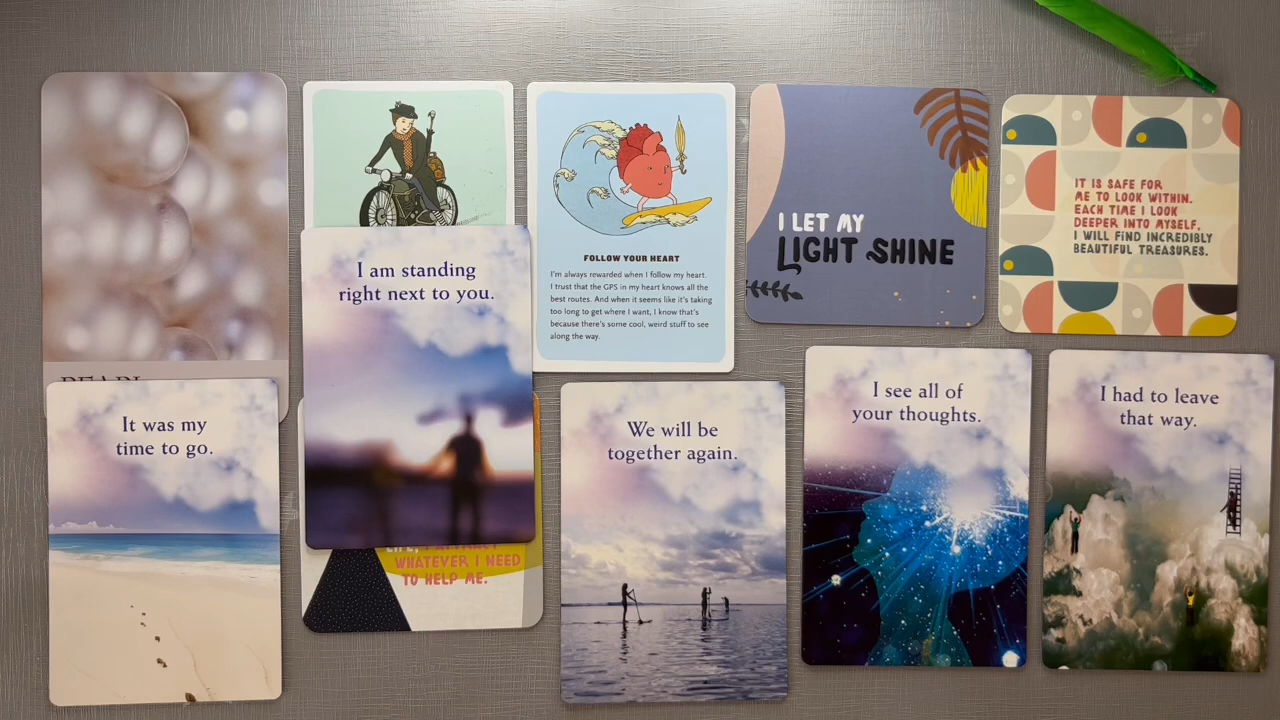 FOLLOW YOUR HEART
I'm always rewarded when I follow my heart.
I trust that the GPS in my heart knows all the
best routes. And when it seems like it's taking
too long to get where I want, I know that's
because there's some cool, weird stuff to see
along the way.
I LET MY
LIGHT SHINE
IT IS SAFE FOR
ME TO LOOK WITHIN.
EACH TIME I LOOK
DEEPER INTO MYSELF,
I WILL FIND INCREDIBLY
BEAUTIFUL TREASURES.
PEARL
It was my
time to go.
I am standing
right next to you.
WHATEVER I NEED
TO HELP ME.
We will be
together again.
I see all of
your thoughts.
I had to leave
that way.